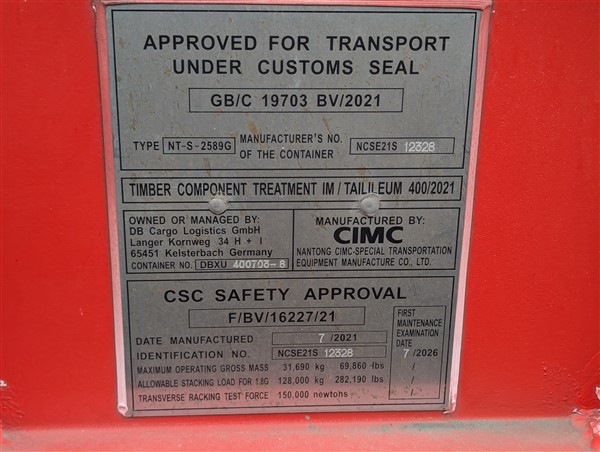 APPROVED FOR TRANSPORT
UNDER CUSTOMS SEAL
GB/C 19703 BV/2021
TYPE NT-S-2589G MANUFACTURER'S NO. OF THE CONTAINER NCSE21S 12328
TIMBER COMPONENT TREATMENT IM / TAILILEUM 400/2021
OWNED OR MANAGED BY:
DB Cargo Logistics GmbH
Langer Kornweg 34 H + I
65451 Kelsterbach Germany
CONTAINER NO. DBXU 400703-8
MANUFACTURED BY:
CIMC
NANTONG CIMC-SPECIAL TRANSPORTATION
EQUIPMENT MANUFACTURE CO., LTD.
CSC SAFETY APPROVAL
F/BV/16227/21
DATE MANUFACTURED 7 /2021
IDENTIFICATION NO. NCSE21S 12328
MAXIMUM OPERATING GROSS MASS 31,690 kg 69,860 lbs
ALLOWABLE STACKING LOAD FOR 1.8G 128,000 kg 282,190 lbs
TRANSVERSE RACKING TEST FORCE 150,000 newtons
FIRST
MAINTENANCE
EXAMINATION
DATE
7 /2026
/
/